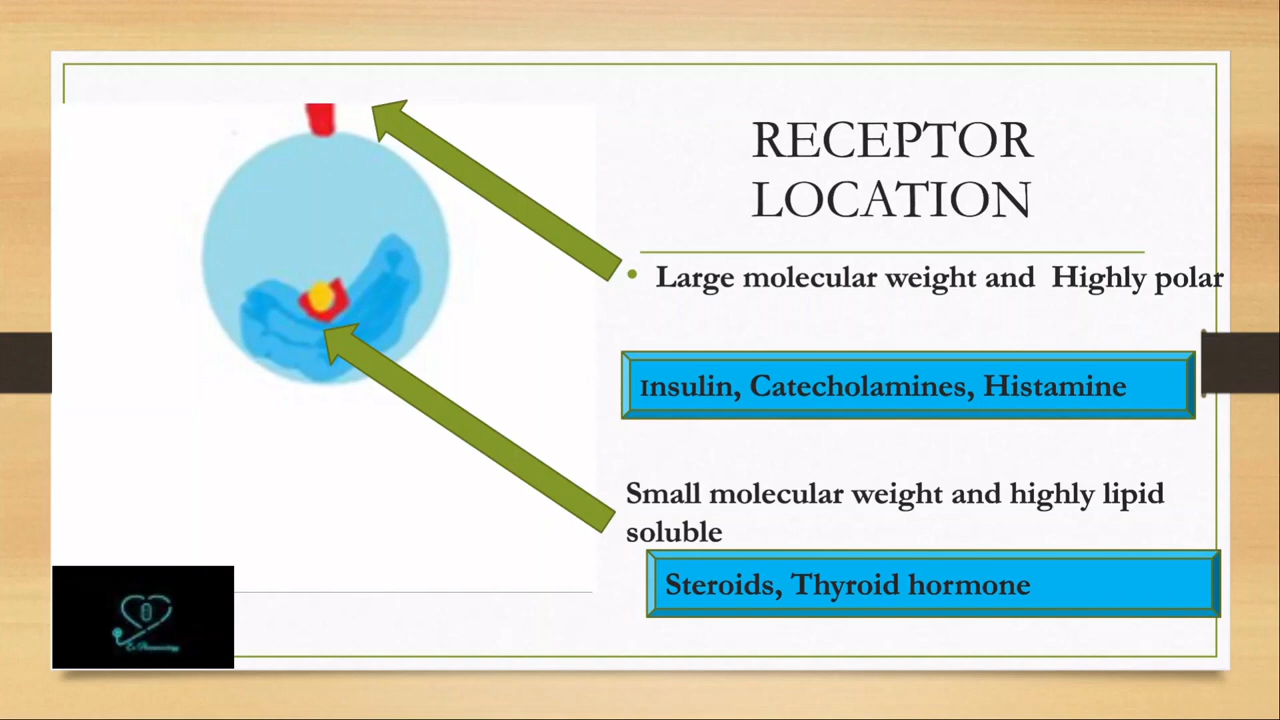 RECEPTOR
LOCATION
• Large molecular weight and Highly polar
Insulin, Catecholamines, Histamine
Small molecular weight and highly lipid
soluble
Steroids, Thyroid hormone